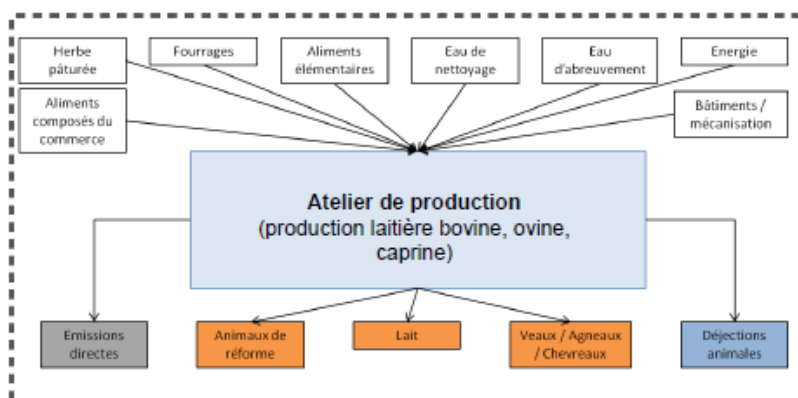 Herbe
pâturée
Fourrages
Aliments
élémentaires
Eau de
nettoyage
Eau
d'abreuvement
Energie
Aliments
composés du
commerce
Bâtiments /
mécanisation
Atelier de production
(production laitière bovine, ovine,
caprine)
Emissions
directes
Animaux de
réforme
Lait
Veaux / Agneaux
/ Chevreaux
Déjections
animales